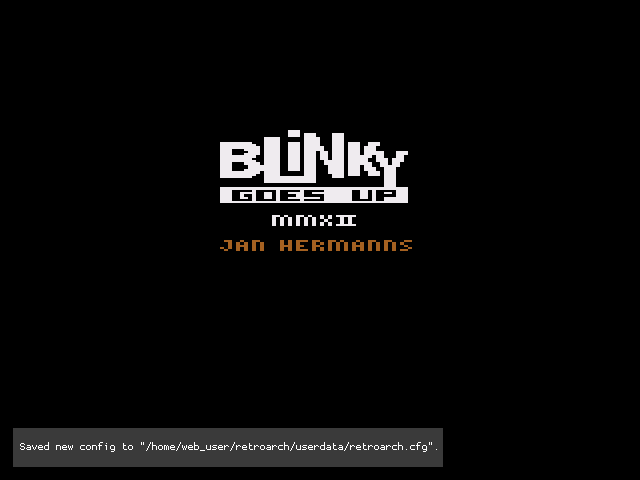 BLiNKY
GOES UP
MMXII
JAN HERMANNS
Saved new config to "/home/web_user/retroarch/userdata/retroarch.cfg".